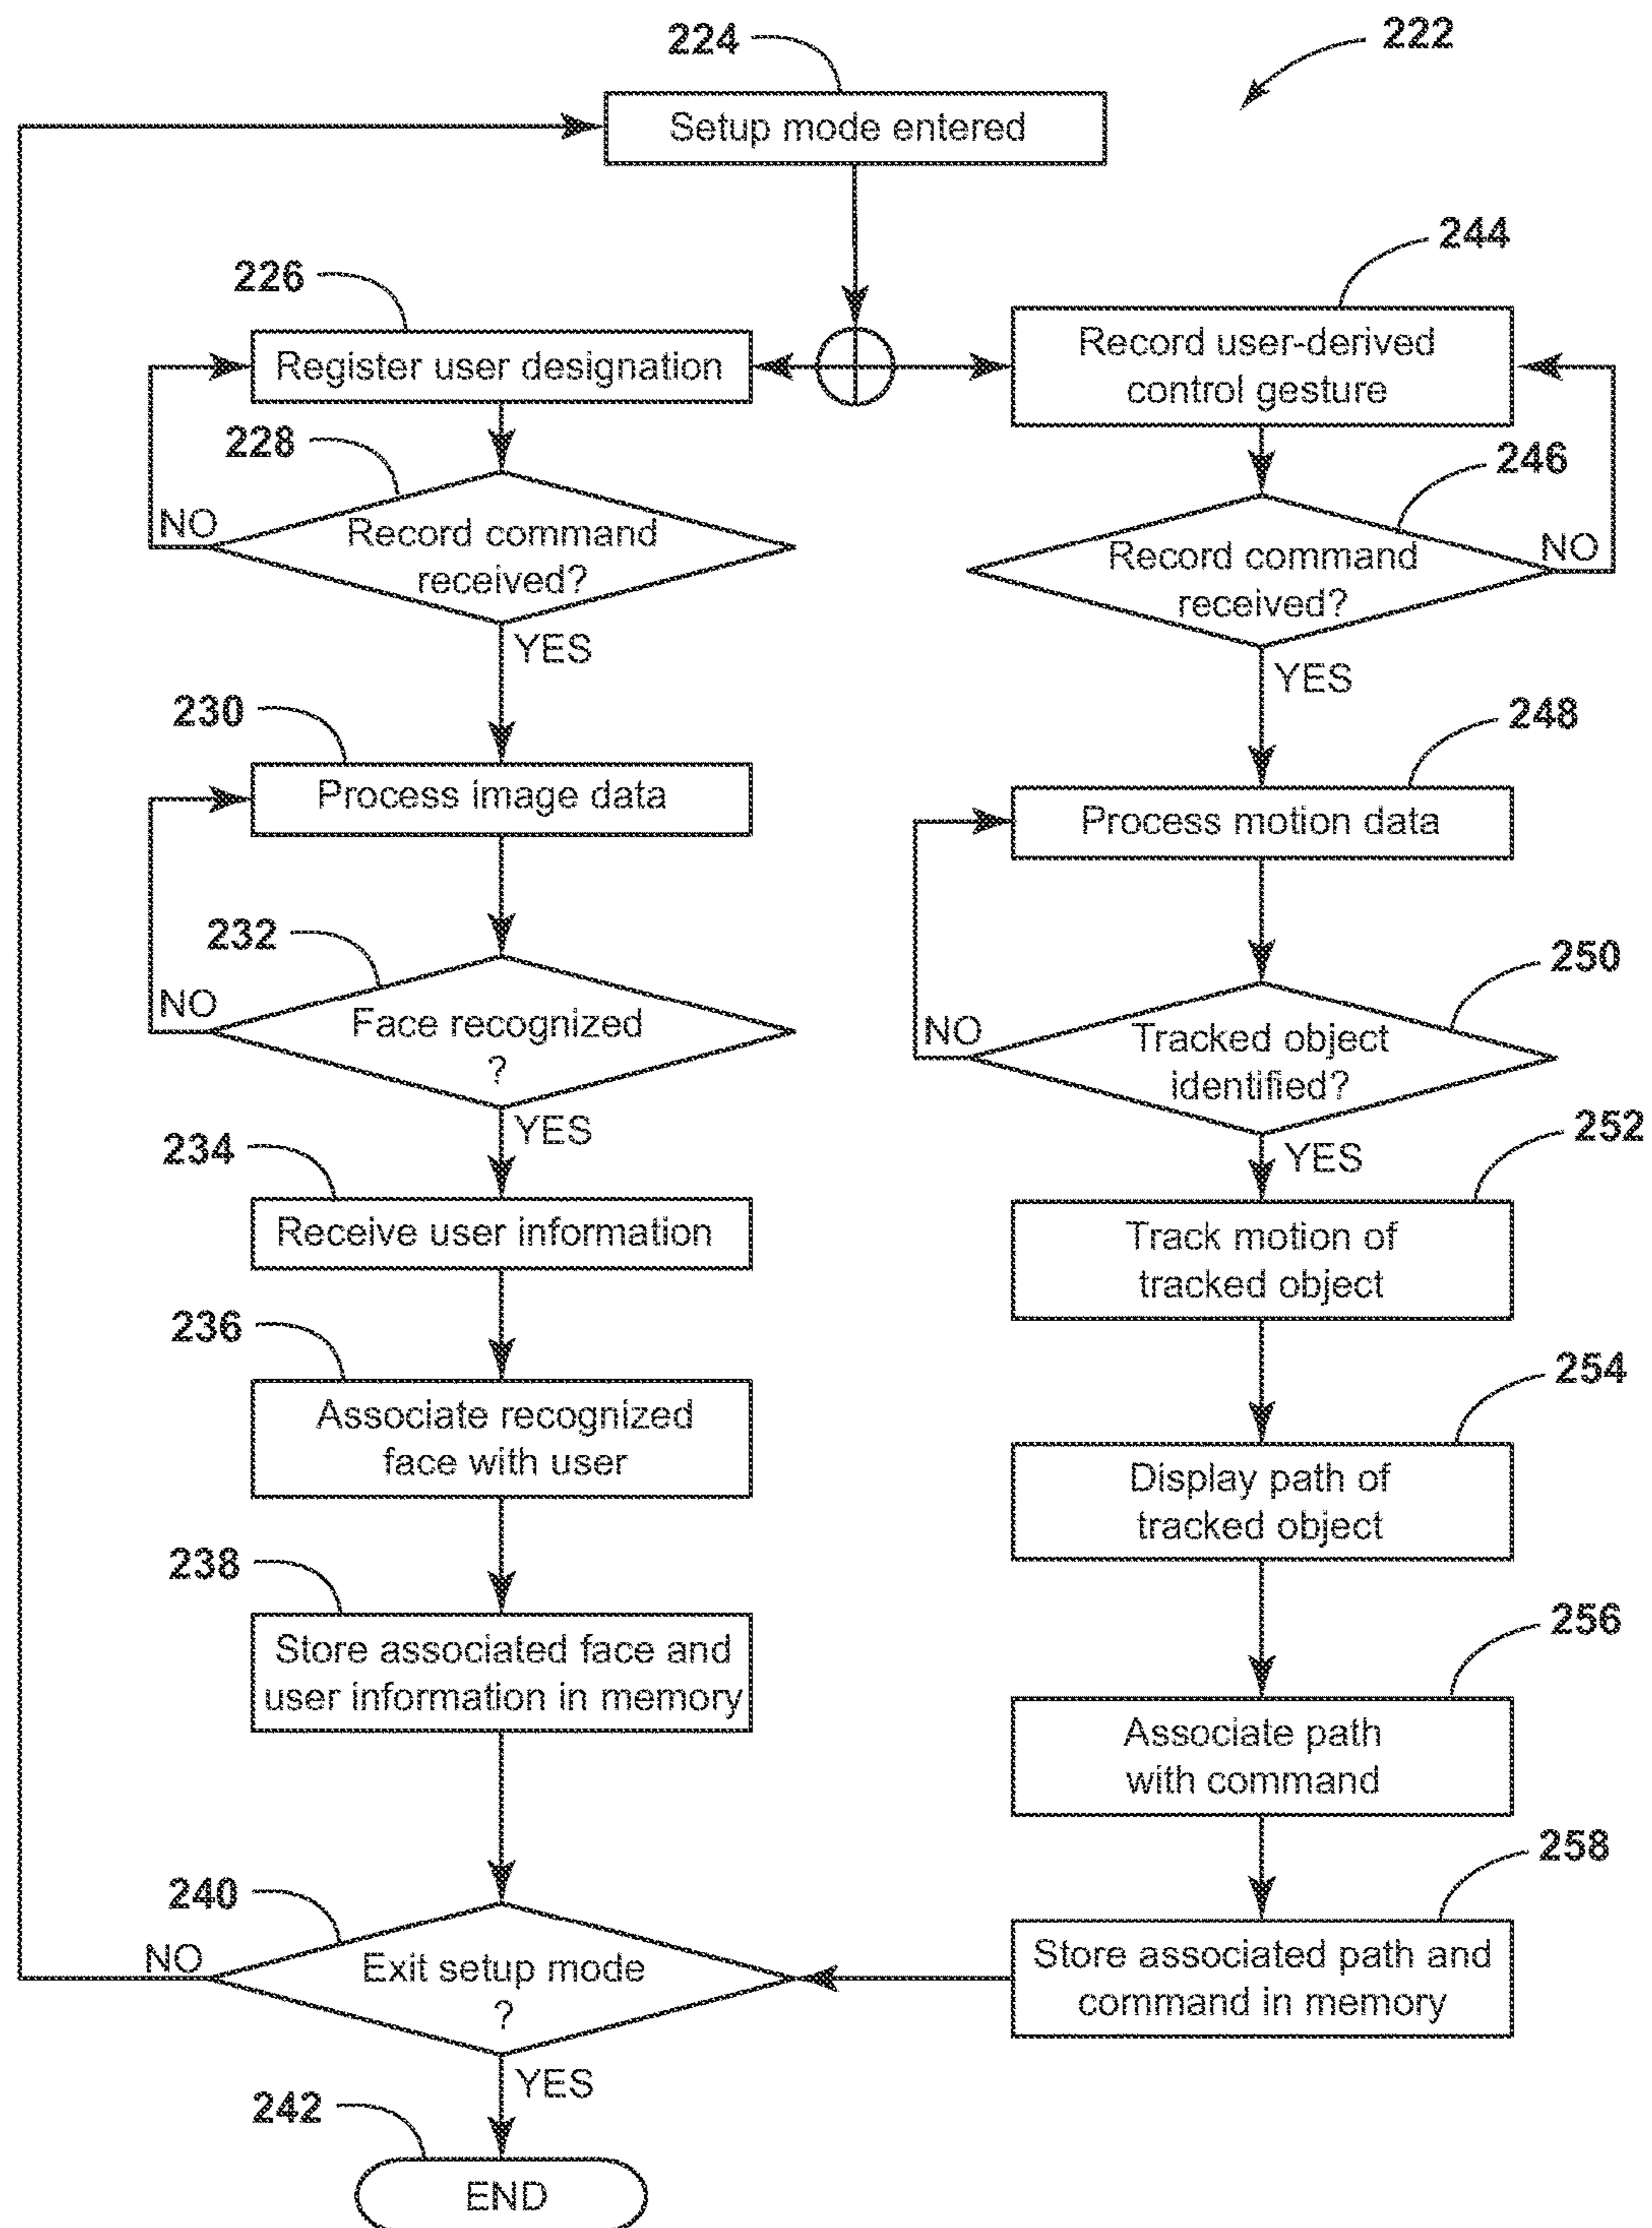 222
224
Setup mode entered
226
Register user designation
228
NO
Record command
received?
YES
230
Process image data
232
NO
Face recognized
?
YES
234
Receive user information
236
Associate recognized
face with user
238
Store associated face and
user information in memory
240
NO
Exit setup mode
?
YES
242
END
244
Record user-derived
control gesture
246
NO
Record command
received?
YES
248
Process motion data
250
NO
Tracked object
identified?
YES
252
Track motion of
tracked object
254
Display path of
tracked object
256
Associate path
with command
258
Store associated path and
command in memory